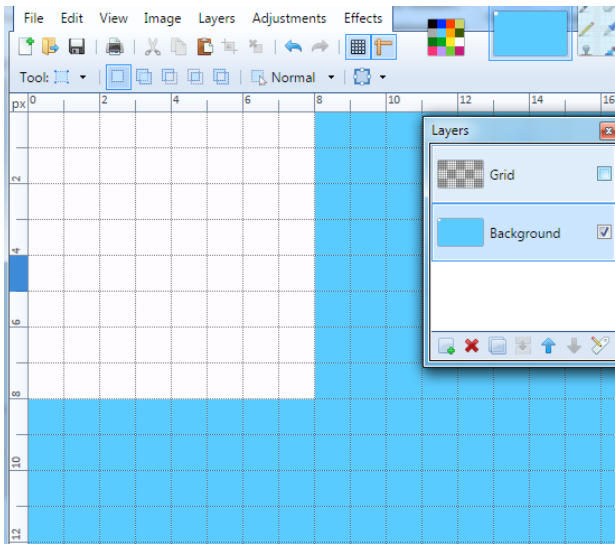 File Edit View Image Layers Adjustments Effects
Tool: Normal
px 0 2 4 6 8 10 12 14 16
Layers
Grid
Background
2
4
6
8
10
12